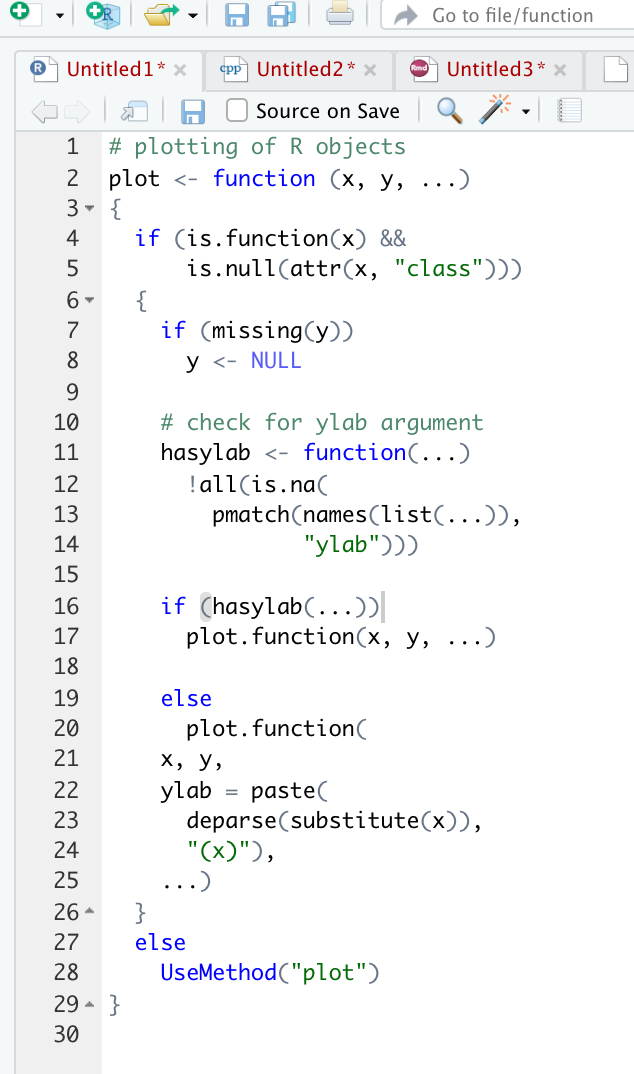 Go to file/function
Untitled1* × cpp Untitled2* × Rmd Untitled3* ×
Source on Save
1 # plotting of R objects
2 plot <- function (x, y, ...)
3 {
4   if (is.function(x) &&
5       is.null(attr(x, "class")))
6   {
7     if (missing(y))
8       y <- NULL
9
10     # check for ylab argument
11     hasylab <- function(...)
12       !all(is.na(
13         pmatch(names(list(...)),
14                "ylab")))
15
16     if (hasylab(...))
17       plot.function(x, y, ...)
18
19     else
20       plot.function(
21     x, y,
22     ylab = paste(
23       deparse(substitute(x)),
24       "(x)"),
25     ...)
26   }
27   else
28     UseMethod("plot")
29 }
30